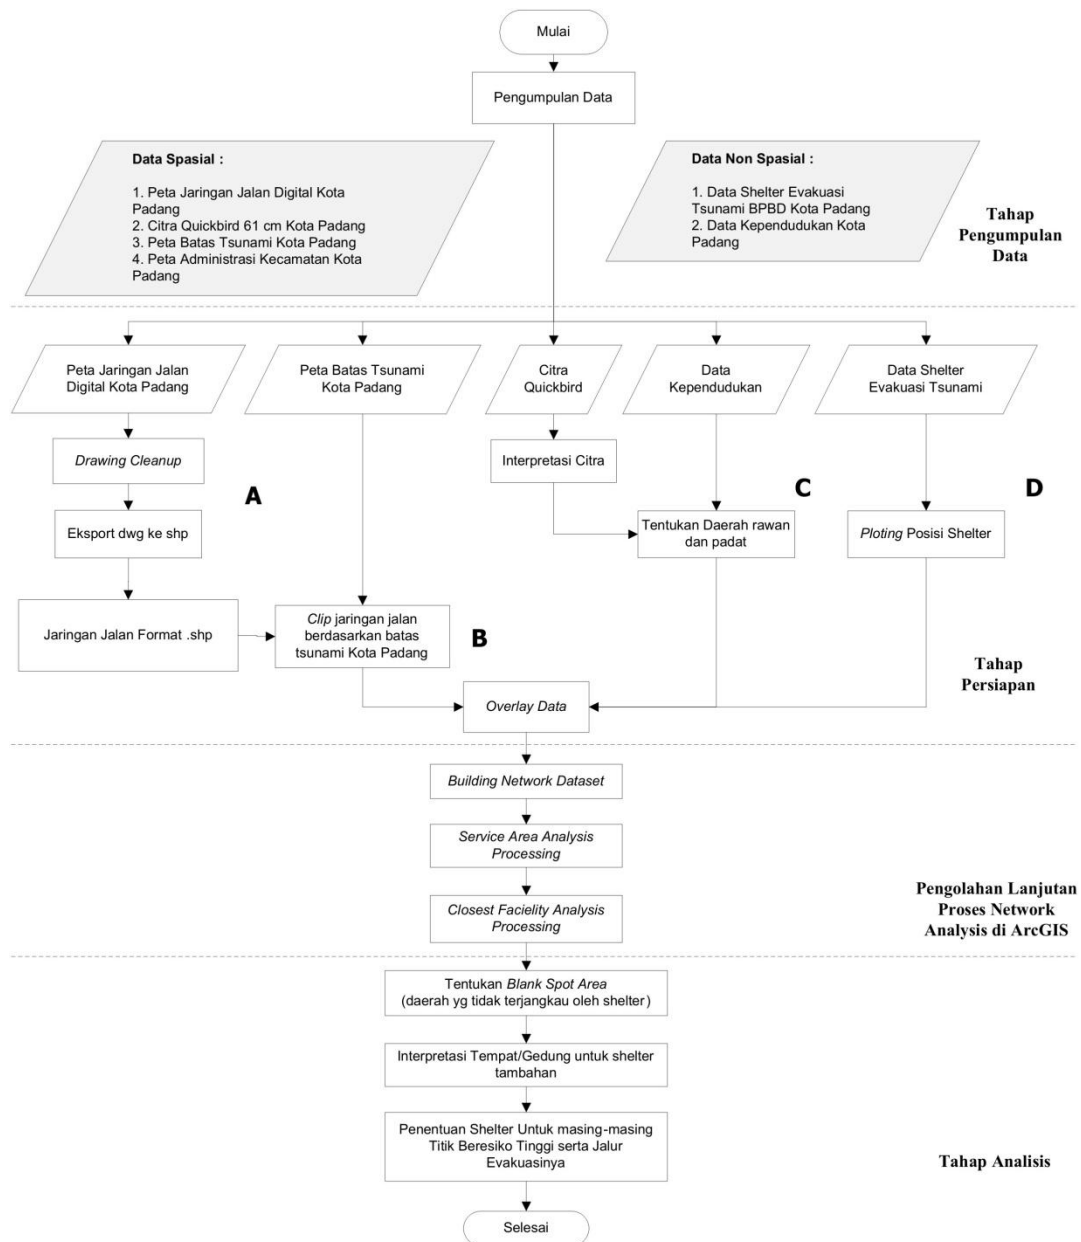 Mulai
Pengumpulan Data
Data Spasial :
1. Peta Jaringan Jalan Digital Kota
Padang
2. Citra Quickbird 61 cm Kota Padang
3. Peta Batas Tsunami Kota Padang
4. Peta Administrasi Kecamatan Kota
Padang
Data Non Spasial :
1. Data Shelter Evakuasi
Tsunami BPBD Kota Padang
2. Data Kependudukan Kota
Padang
Tahap
Pengumpulan
Data
Peta Jaringan Jalan
Digital Kota Padang
Peta Batas Tsunami
Kota Padang
Citra
Quickbird
Data
Kependudukan
Data Shelter
Evakuasi Tsunami
Drawing Cleanup
Interpretasi Citra
A
C
D
Eksport dwg ke shp
Tentukan Daerah rawan
dan padat
Ploting Posisi Shelter
Jaringan Jalan Format .shp
Clip jaringan jalan
berdasarkan batas
tsunami Kota Padang
B
Tahap
Persiapan
Overlay Data
Building Network Dataset
Service Area Analysis
Processing
Closest Facielity Analysis
Processing
Pengolahan Lanjutan
Proses Network
Analysis di ArcGIS
Tentukan Blank Spot Area
(daerah yg tidak terjangkau oleh shelter)
Interpretasi Tempat/Gedung untuk shelter
tambahan
Penentuan Shelter Untuk masing-masing
Titik Beresiko Tinggi serta Jalur
Evakuasinya
Tahap Analisis
Selesai